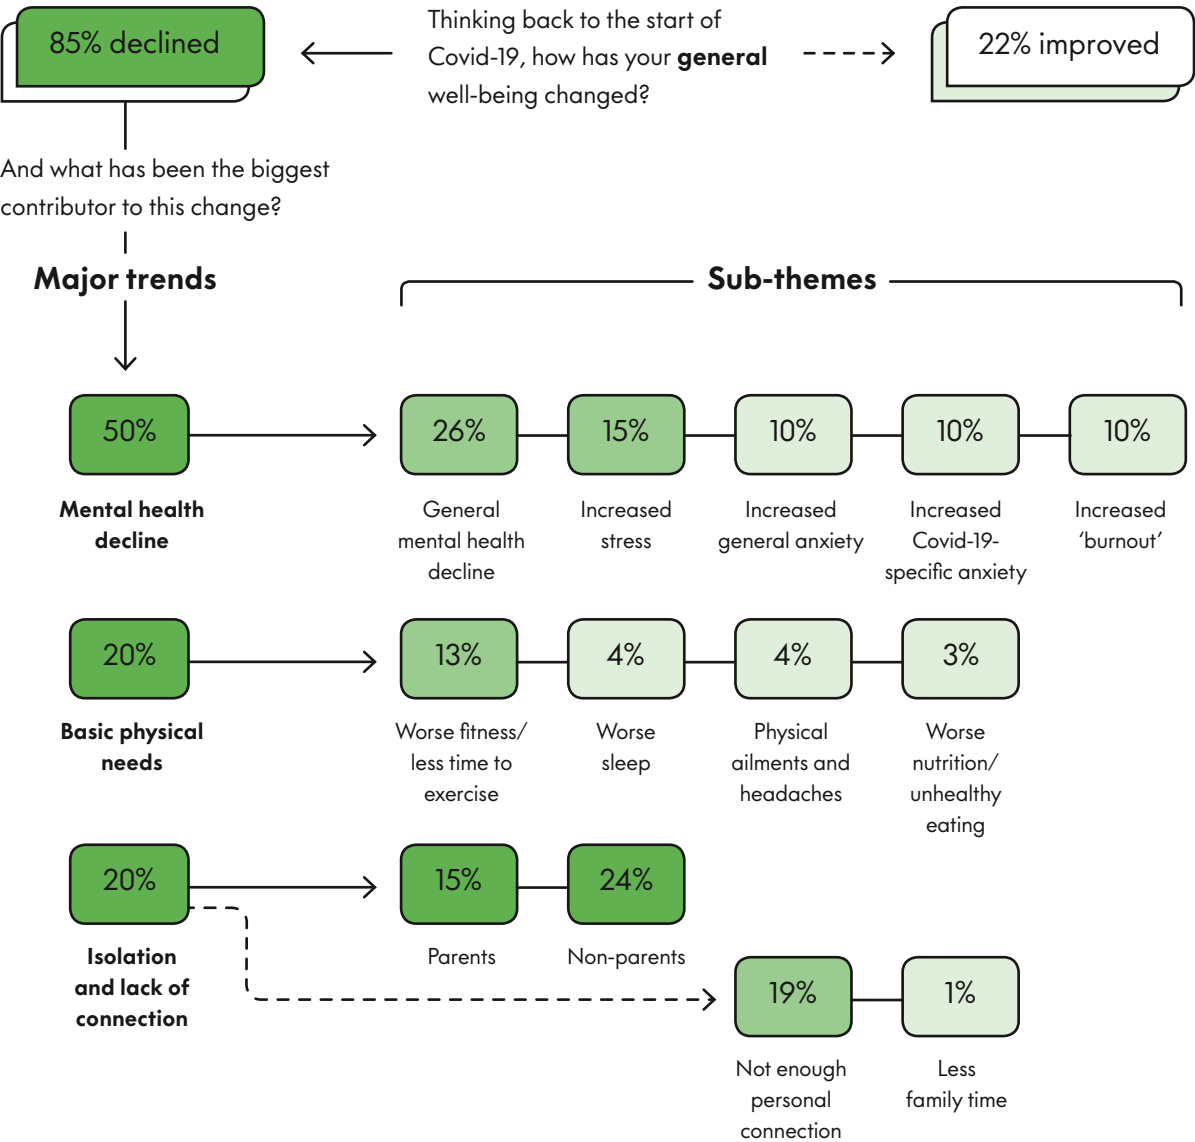 85% declined
Thinking back to the start of
Covid-19, how has your general
well-being changed?
22% improved
And what has been the biggest
contributor to this change?
Major trends
Sub-themes
50%
26%
15%
10%
10%
10%
Mental health
decline
General
mental health
decline
Increased
stress
Increased
general anxiety
Increased
Covid-19-
specific anxiety
Increased
‘burnout’
20%
13%
4%
4%
3%
Basic physical
needs
Worse fitness/
less time to
exercise
Worse
sleep
Physical
ailments and
headaches
Worse
nutrition/
unhealthy
eating
20%
15%
24%
Isolation
and lack of
connection
Parents
Non-parents
19%
1%
Not enough
personal
connection
Less
family time